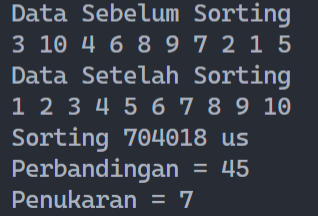 Data Sebelum Sorting
3 10 4 6 8 9 7 2 1 5
Data Setelah Sorting
1 2 3 4 5 6 7 8 9 10
Sorting 704018 us
Perbandingan = 45
Penukaran = 7